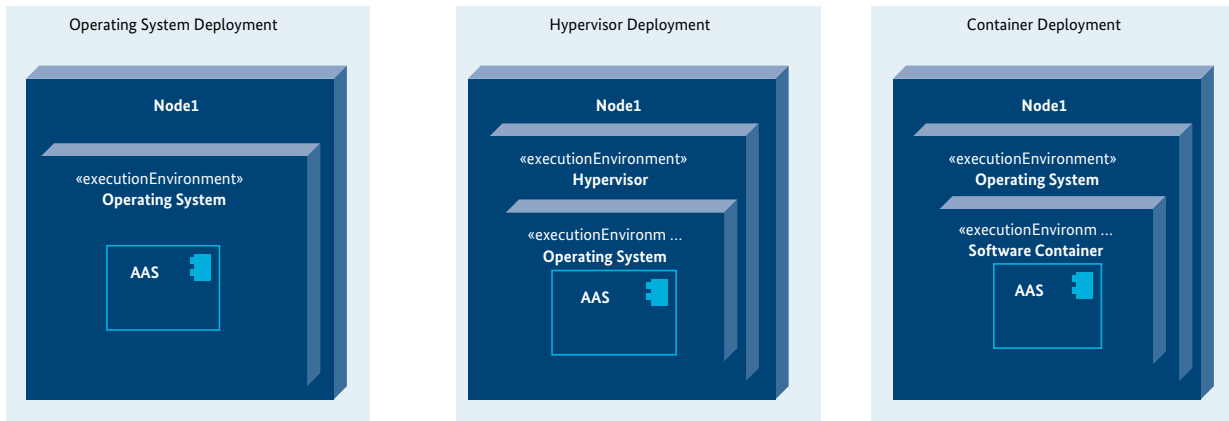 Operating System Deployment
Node1
«executionEnvironment»
Operating System
AAS
Hypervisor Deployment
Node1
«executionEnvironment»
Hypervisor
«executionEnvironm ...
Operating System
AAS
Container Deployment
Node1
«executionEnvironment»
Operating System
«executionEnvironm ...
Software Container
AAS